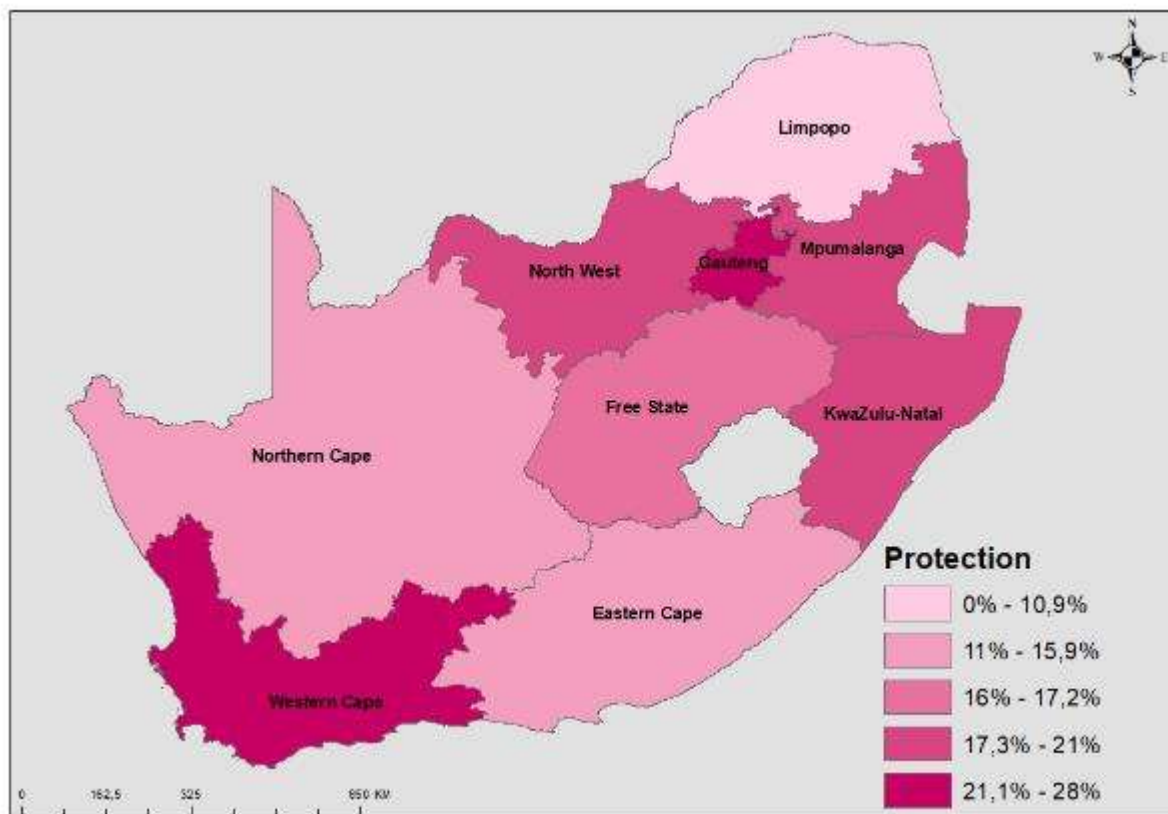 N
W E
S
Limpopo
Mpumalanga
North West
Gauteng
Free State
KwaZulu-Natal
Northern Cape
Eastern Cape
Western Cape
Protection
0% - 10,9%
11% - 15,9%
16% - 17,2%
17,3% - 21%
21,1% - 28%
0 162,5 325 650 KM